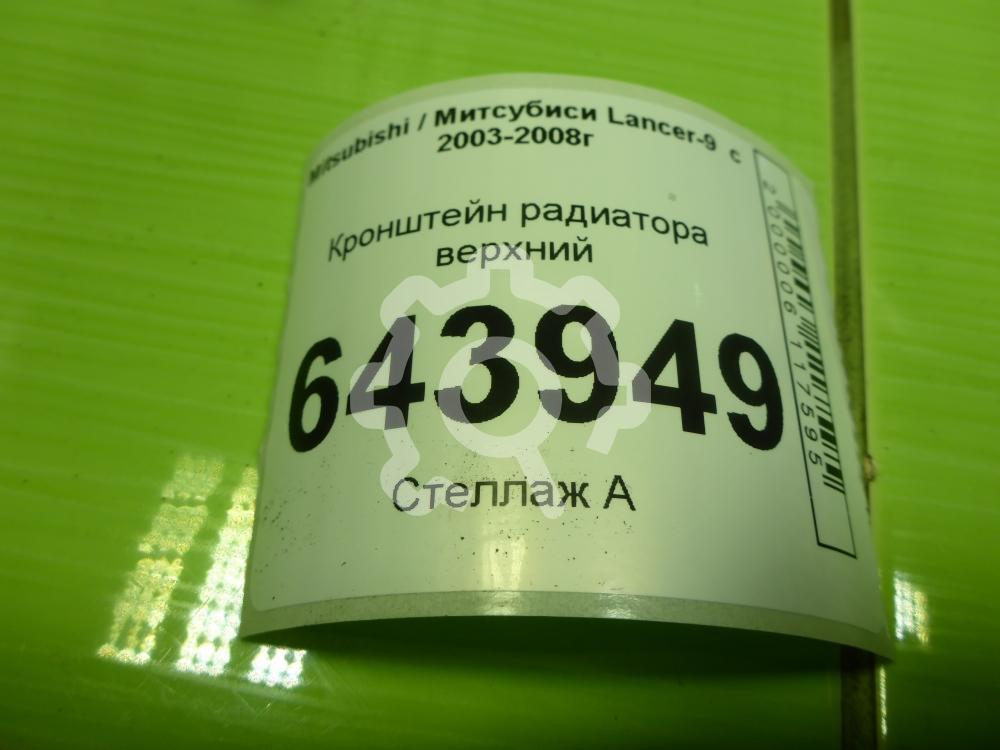 Mitsubishi / Митсубиси Lancer-9 с
2003-2008г
Кронштейн радиатора
верхний
643949
Стеллаж А
2000006117595